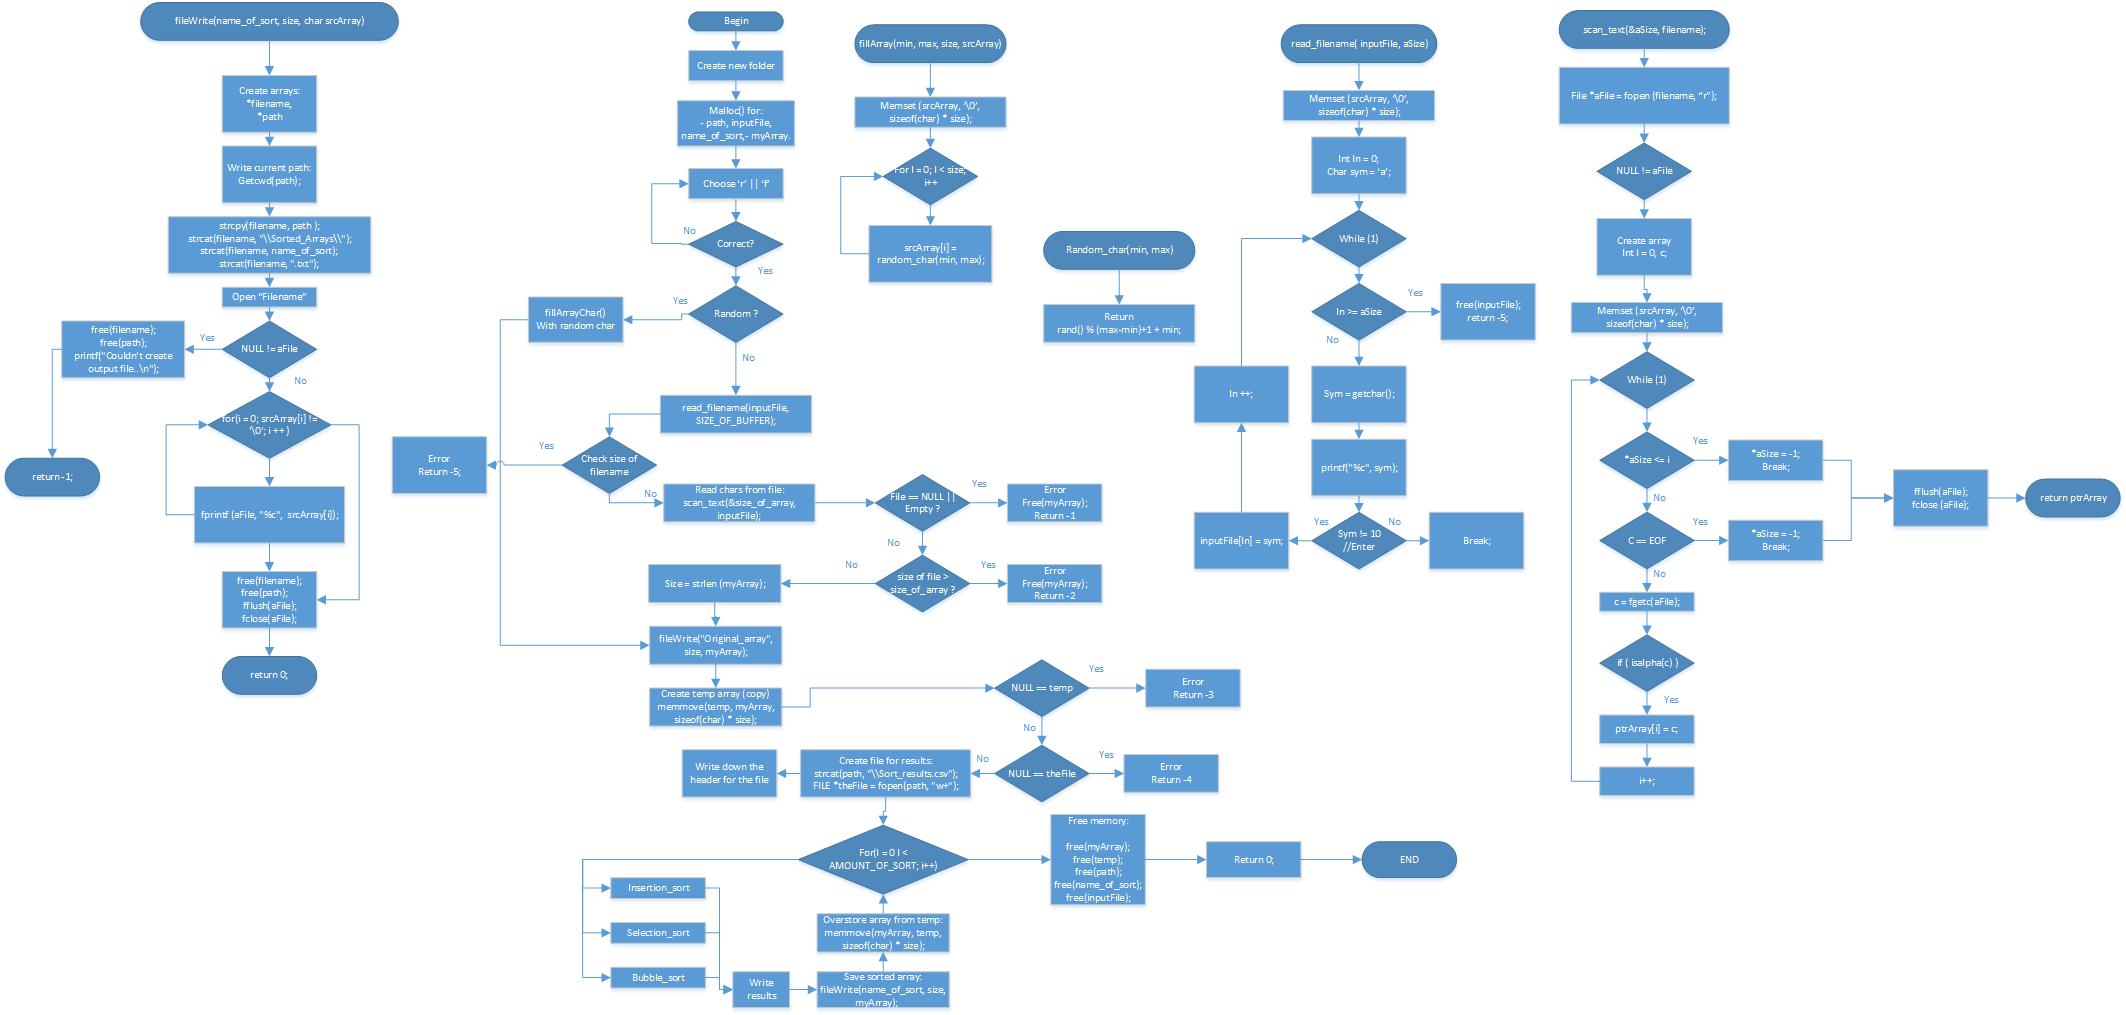 fileWrite(name_of_sort, size, char srcArray)
Create arrays:
*filename,
*path
Write current path:
Getcwd(path);
strcpy(filename, path );
strcat(filename, "\\Sorted_Arrays\\");
strcat(filename, name_of_sort);
strcat(filename, ".txt");
Open “Filename”
NULL != aFile
Yes
free(filename);
free(path);
printf("Couldn't create
output file..\n");
return -1;
No
for(i = 0; srcArray[i] !=
'\0'; i ++ )
fprintf (aFile, "%c", srcArray[i]);
free(filename);
free(path);
fflush(aFile);
fclose(aFile);
return 0;
Begin
Create new folder
Malloc() for:
- path, inputFile,
name_of_sort,- myArray.
Choose ‘r’ || ‘f’
No
Correct?
Yes
Random ?
Yes
fillArrayChar()
With random char
No
read_filename(inputFile,
SIZE_OF_BUFFER);
Check size of
filename
Yes
Error
Return -5;
No
Read chars from file:
scan_text(&size_of_array,
inputFile);
File == NULL ||
Empty ?
Yes
Error
Free(myArray);
Return -1
No
size of file >
size_of_array ?
Yes
Error
Free(myArray);
Return -2
No
Size = strlen (myArray);
fileWrite("Original_array",
size, myArray);
Create temp array (copy)
memmove(temp, myArray,
sizeof(char) * size);
NULL == temp
Yes
Error
Return -3
No
NULL == theFile
Yes
Error
Return -4
No
Create file for results:
strcat(path, "\\Sort_results.csv");
FILE *theFile = fopen(path, "w+");
Write down the
header for the file
For(I = 0 I <
AMOUNT_OF_SORT; i++)
Insertion_sort
Selection_sort
Bubble_sort
Write
results
Save sorted array:
fileWrite(name_of_sort, size,
myArray);
Overstore array from temp:
memmove(myArray, temp,
sizeof(char) * size);
Free memory:
free(myArray);
free(temp);
free(path);
free(name_of_sort);
free(inputFile);
Return 0;
END
fillArray(min, max, size, srcArray)
Memset (srcArray, ‘\0’,
sizeof(char) * size);
For I = 0; I < size;
i++
srcArray[i] =
random_char(min, max);
Random_char(min, max)
Return
rand() % (max-min)+1 + min;
read_filename( inputFile, aSize)
Memset (srcArray, ‘\0’,
sizeof(char) * size);
Int In = 0;
Char sym = ‘a’;
While (1)
In >= aSize
Yes
free(inputFile);
return -5;
No
Sym = getchar();
printf("%c", sym);
Sym != 10
//Enter
Yes
inputFile[In] = sym;
In ++;
No
Break;
scan_text(&aSize, filename);
File *aFile = fopen (filename, “r”);
NULL != aFile
Create array
Int I = 0, c;
Memset (srcArray, ‘\0’,
sizeof(char) * size);
While (1)
*aSize <= i
Yes
*aSize = -1;
Break;
No
C == EOF
Yes
*aSize = -1;
Break;
fflush(aFile);
fclose (aFile);
return ptrArray
No
c = fgetc(aFile);
if ( isalpha(c) )
Yes
ptrArray[i] = c;
i++;